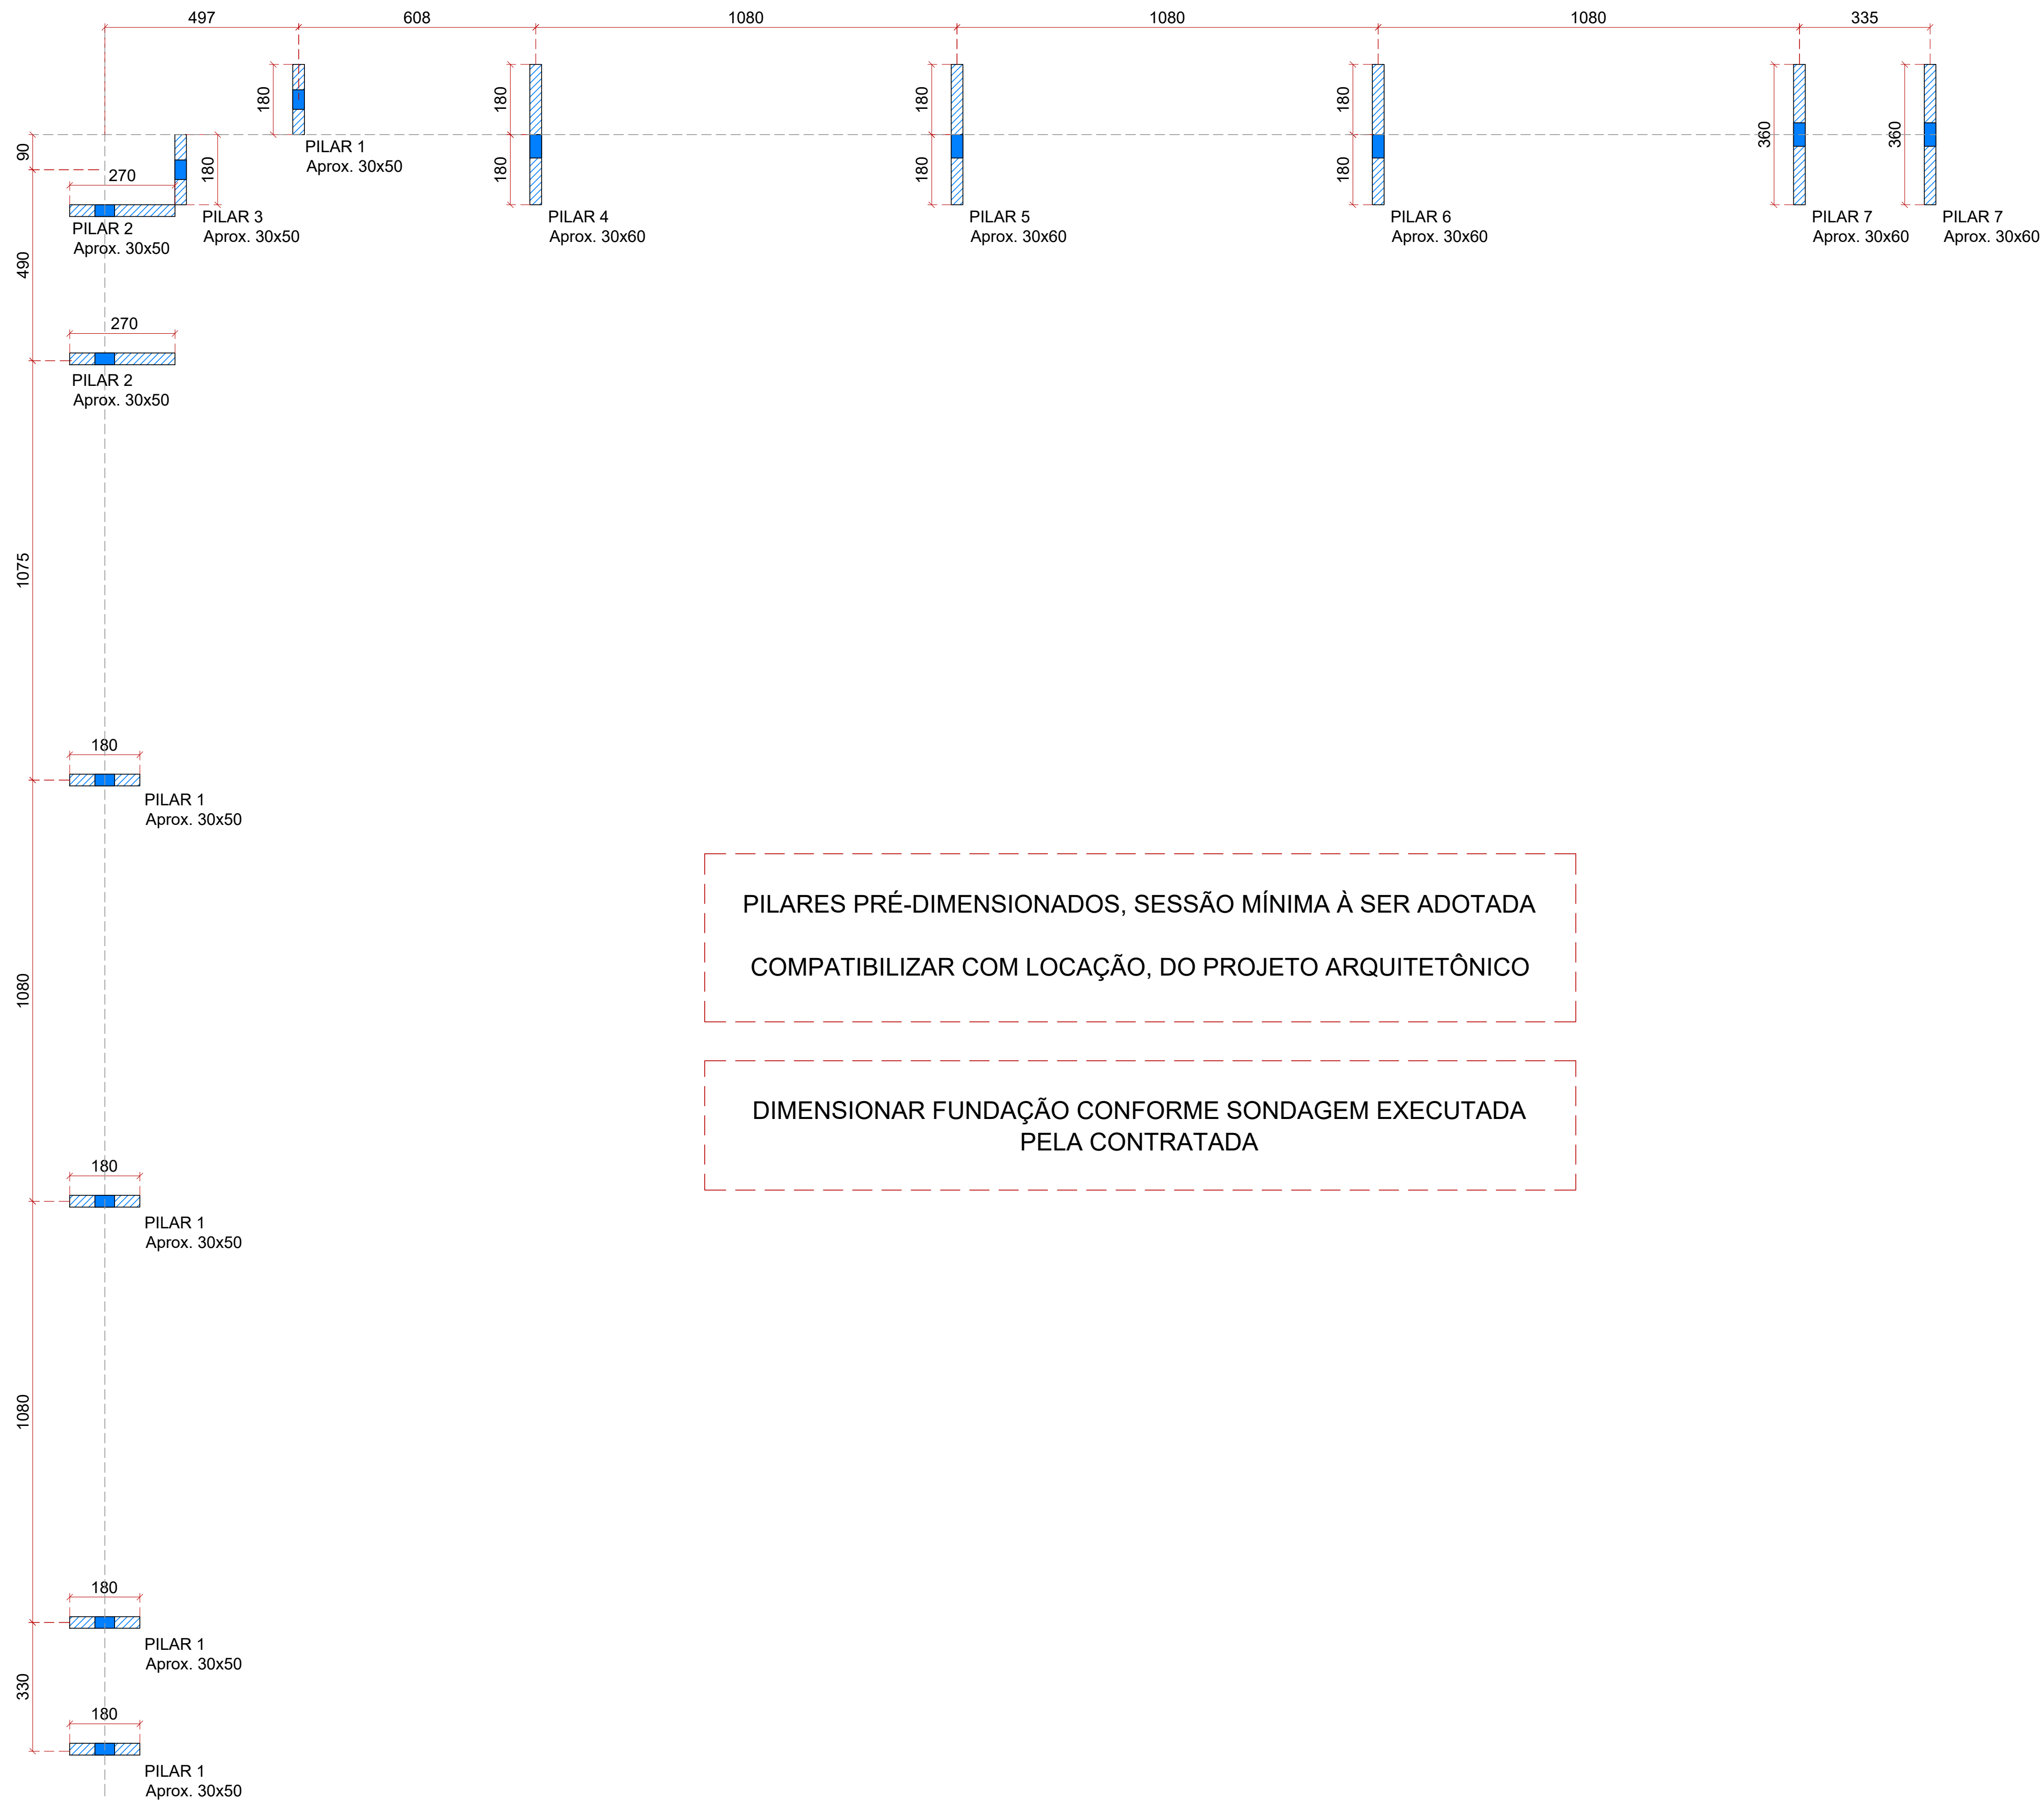 497
608
1080
1080
1080
335
180
180
180
180
360
360
90
270
180
180
180
180
PILAR 1
Aprox. 30x50
PILAR 2
Aprox. 30x50
PILAR 3
Aprox. 30x50
PILAR 4
Aprox. 30x60
PILAR 5
Aprox. 30x60
PILAR 6
Aprox. 30x60
PILAR 7
Aprox. 30x60
PILAR 7
Aprox. 30x60
490
270
PILAR 2
Aprox. 30x50
1075
180
PILAR 1
Aprox. 30x50
PILARES PRÉ-DIMENSIONADOS, SESSÃO MÍNIMA À SER ADOTADA
COMPATIBILIZAR COM LOCAÇÃO, DO PROJETO ARQUITETÔNICO
1080
DIMENSIONAR FUNDAÇÃO CONFORME SONDAGEM EXECUTADA
PELA CONTRATADA
180
PILAR 1
Aprox. 30x50
1080
180
PILAR 1
Aprox. 30x50
330
180
PILAR 1
Aprox. 30x50